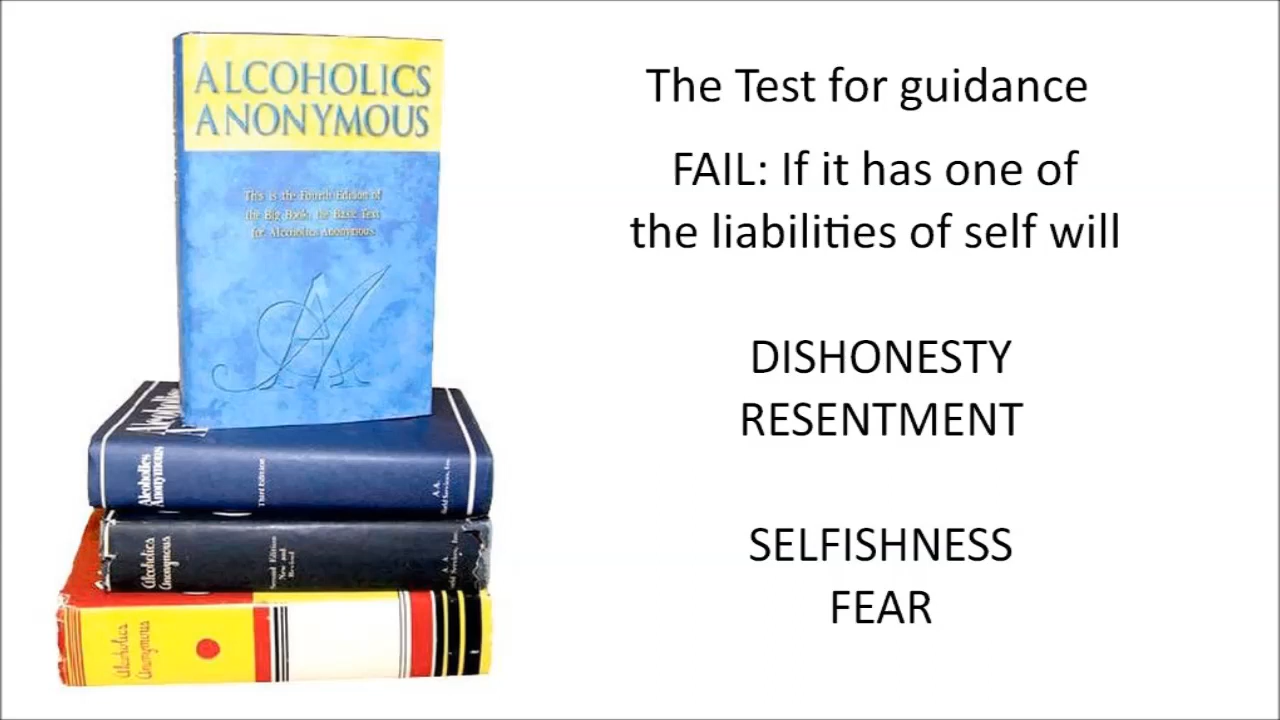 ALCOHOLICS
ANONYMOUS
This is the Fourth Edition of
the Big Book, the Basic Text
for Alcoholics Anonymous.
Alcoholics
Anonymous
Third Edition
A.A.
Alcoholics
Anonymous
Second Edition
New and
Revised
A.A.
Alcoholics
Anonymous
The Test for guidance
FAIL: If it has one of
the liabilities of self will
DISHONESTY
RESENTMENT
SELFISHNESS
FEAR